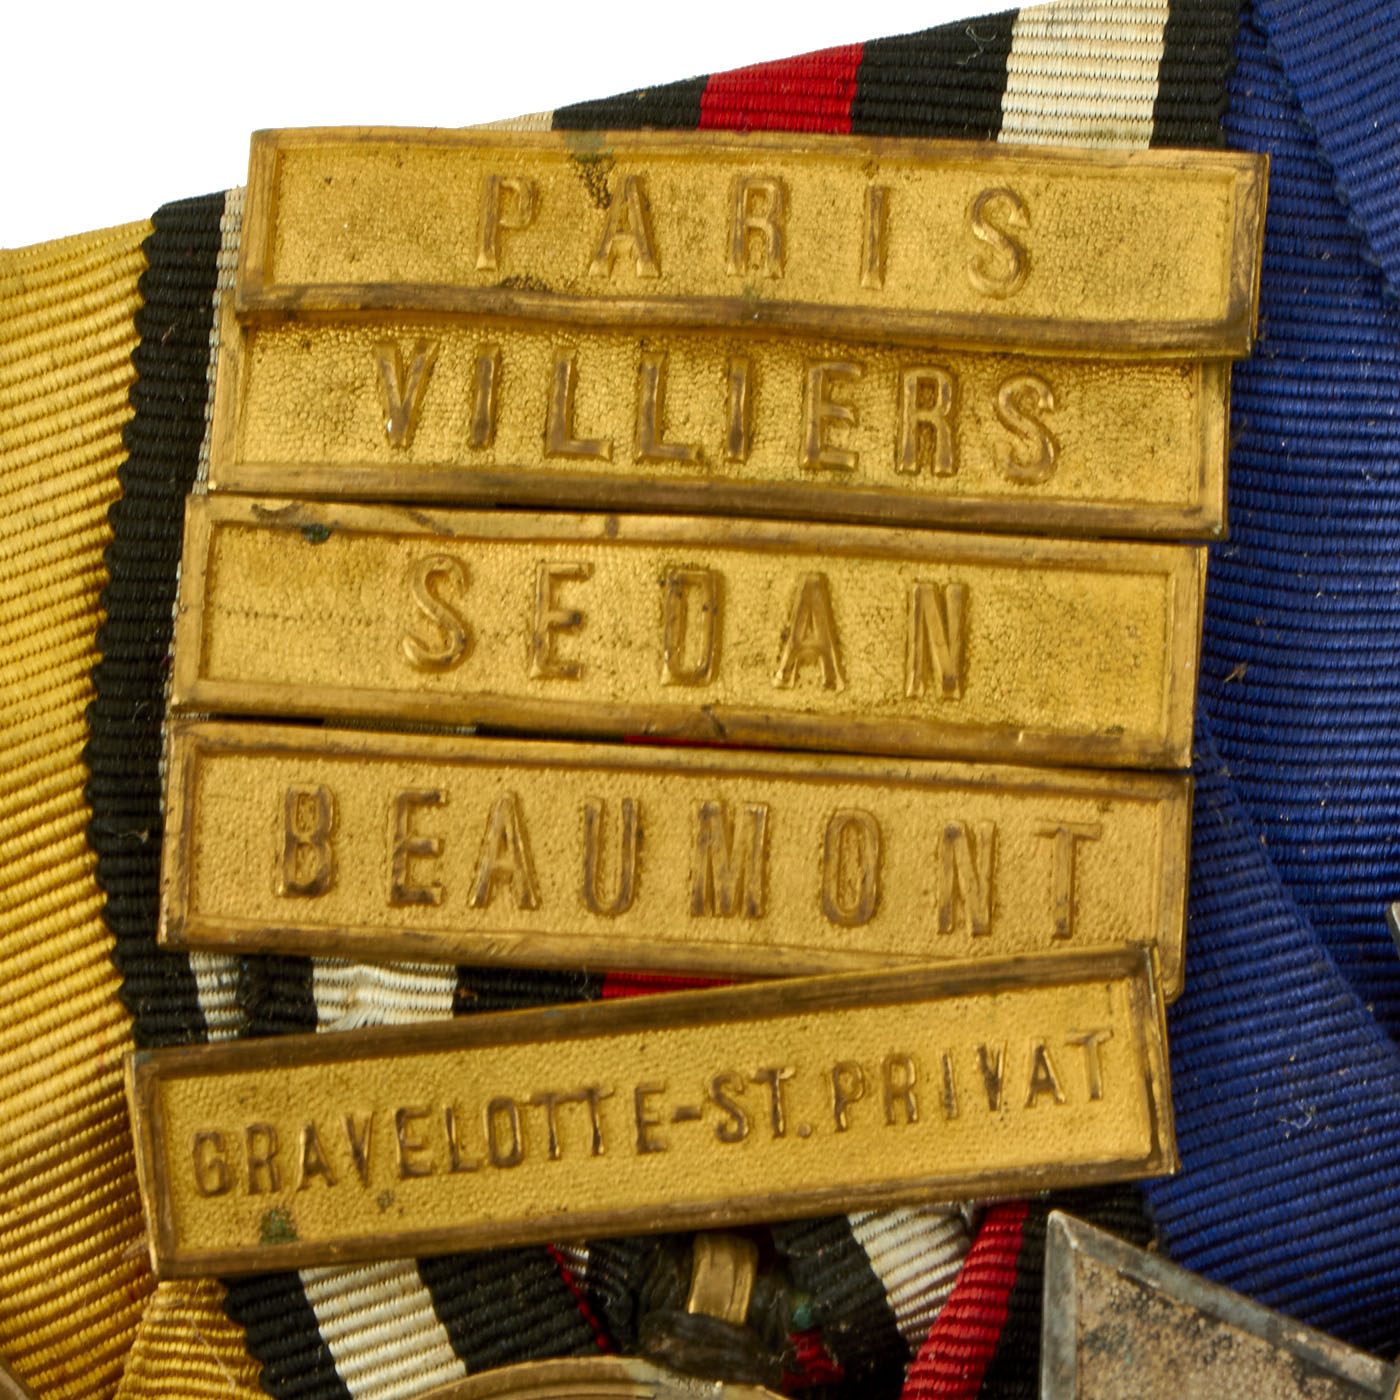 PARIS
VILLIERS
SEDAN
BEAUMONT
GRAVELOTTE-ST. PRIVAT